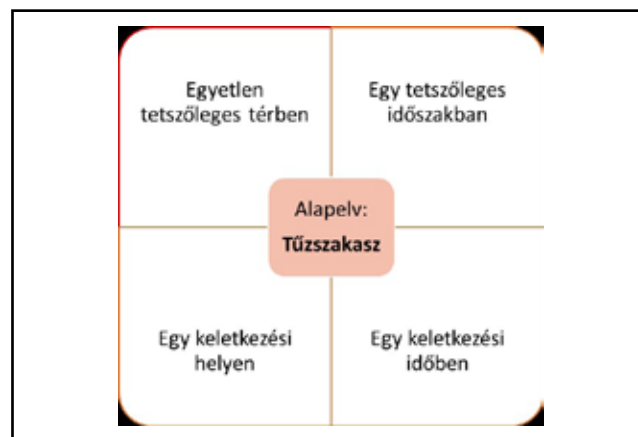 Egyetlen
tetszőleges térben
Egy tetszőleges
időszakban
Alapelv:
Tűzszakasz
Egy keletkezési
helyen
Egy keletkezési
időben